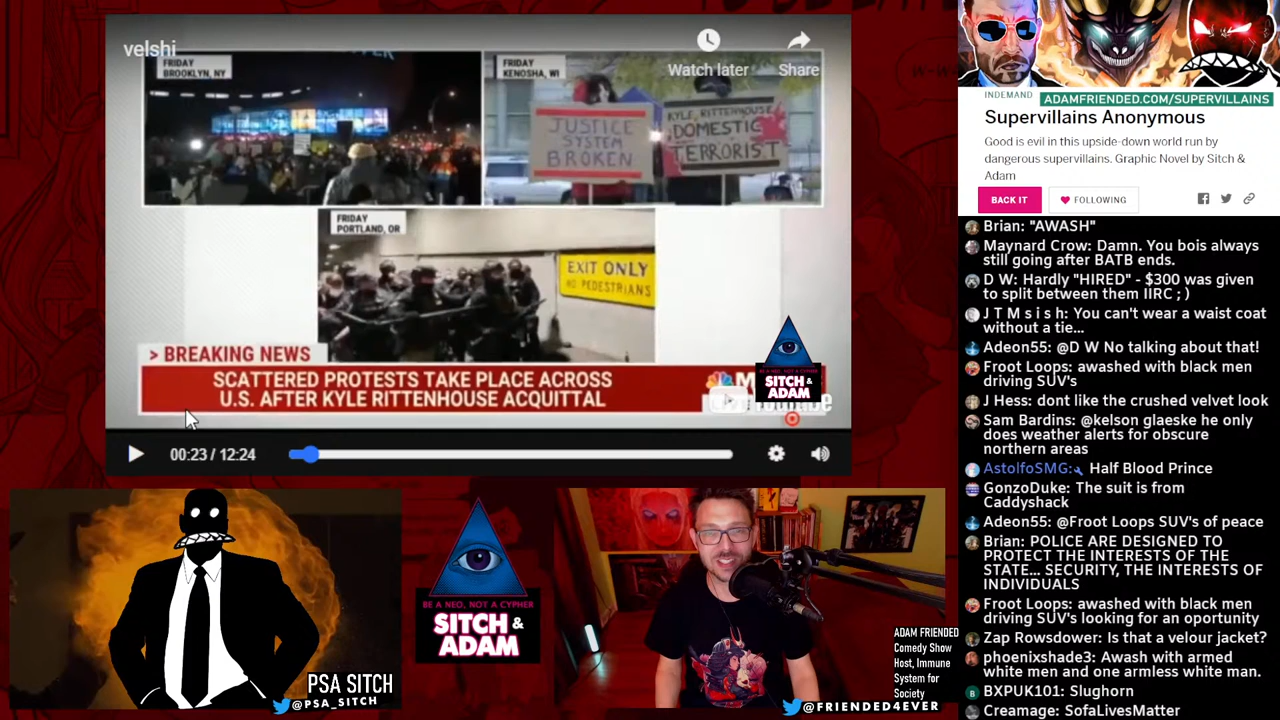 velshi
Watch later
Share
FRIDAY
BROOKLYN, NY
FRIDAY
KENOSHA, WI
JUSTICE
SYSTEM
BROKEN
KYLE RITTENHOUSE
DOMESTIC
TERRORIST
FRIDAY
PORTLAND, OR
EXIT ONLY
NO PEDESTRIANS
> BREAKING NEWS
SCATTERED PROTESTS TAKE PLACE ACROSS
U.S. AFTER KYLE RITTENHOUSE ACQUITTAL
BE A NEO, NOT A CYPHER
SITCH &
ADAM
00:23 / 12:24
PSA SITCH
@PSA_SITCH
BE A NEO, NOT A CYPHER
SITCH &
ADAM
ADAM FRIENDED
Comedy Show
Host, Immune
System for
Society
@FRIENDED4EVER
INDEMAND
ADAMFRIENDED.COM/SUPERVILLAINS
Supervillains Anonymous
Good is evil in this upside-down world run by
dangerous supervillains. Graphic Novel by Sitch &
Adam
BACK IT
FOLLOWING
Brian: "AWASH"
Maynard Crow: Damn. You bois always
still going after BATB ends.
D W: Hardly "HIRED" - $300 was given
to split between them IIRC ; )
J T M s i s h: You can't wear a waist coat
without a tie...
Adeon55: @D W No talking about that!
Froot Loops: awashed with black men
driving SUV's
J Hess: dont like the crushed velvet look
Sam Bardins: @kelson glaeske he only
does weather alerts for obscure
northern areas
AstolfoSMG: Half Blood Prince
GonzoDuke: The suit is from
Caddyshack
Adeon55: @Froot Loops SUV's of peace
Brian: POLICE ARE DESIGNED TO
PROTECT THE INTERESTS OF THE
STATE... SECURITY, THE INTERESTS OF
INDIVIDUALS
Froot Loops: awashed with black men
driving SUV's looking for an oportunity
Zap Rowsdower: Is that a velour jacket?
phoenixshade3: Awash with armed
white men and one armless white man.
B
BXPUK101: Slughorn
Creamage: SofaLivesMatter